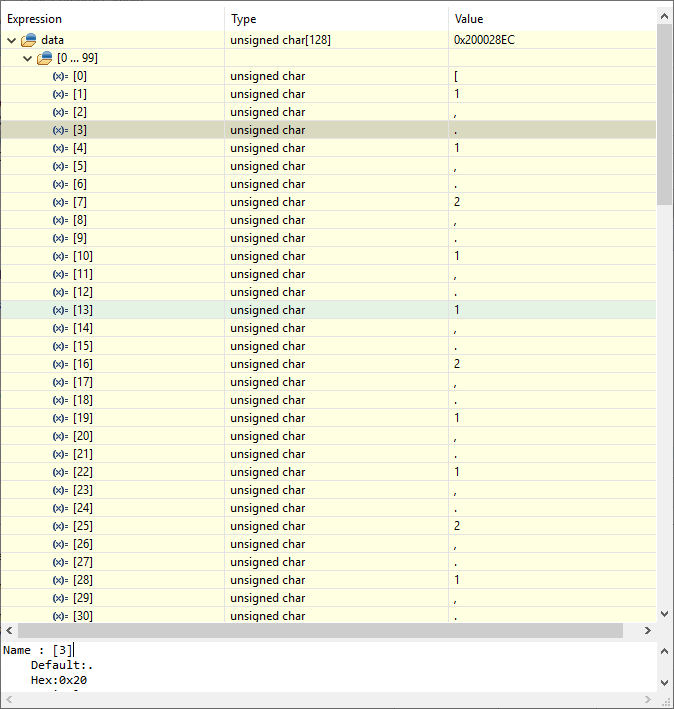 Expression Type Value
data unsigned char[128] 0x200028EC
[0 ... 99]
(x)= [0] unsigned char [
(x)= [1] unsigned char 1
(x)= [2] unsigned char ,
(x)= [3] unsigned char .
(x)= [4] unsigned char 1
(x)= [5] unsigned char ,
(x)= [6] unsigned char .
(x)= [7] unsigned char 2
(x)= [8] unsigned char ,
(x)= [9] unsigned char .
(x)= [10] unsigned char 1
(x)= [11] unsigned char ,
(x)= [12] unsigned char .
(x)= [13] unsigned char 1
(x)= [14] unsigned char ,
(x)= [15] unsigned char .
(x)= [16] unsigned char 2
(x)= [17] unsigned char ,
(x)= [18] unsigned char .
(x)= [19] unsigned char 1
(x)= [20] unsigned char ,
(x)= [21] unsigned char .
(x)= [22] unsigned char 1
(x)= [23] unsigned char ,
(x)= [24] unsigned char .
(x)= [25] unsigned char 2
(x)= [26] unsigned char ,
(x)= [27] unsigned char .
(x)= [28] unsigned char 1
(x)= [29] unsigned char ,
(x)= [30] unsigned char .
Name : [3]
Default:.
Hex:0x20